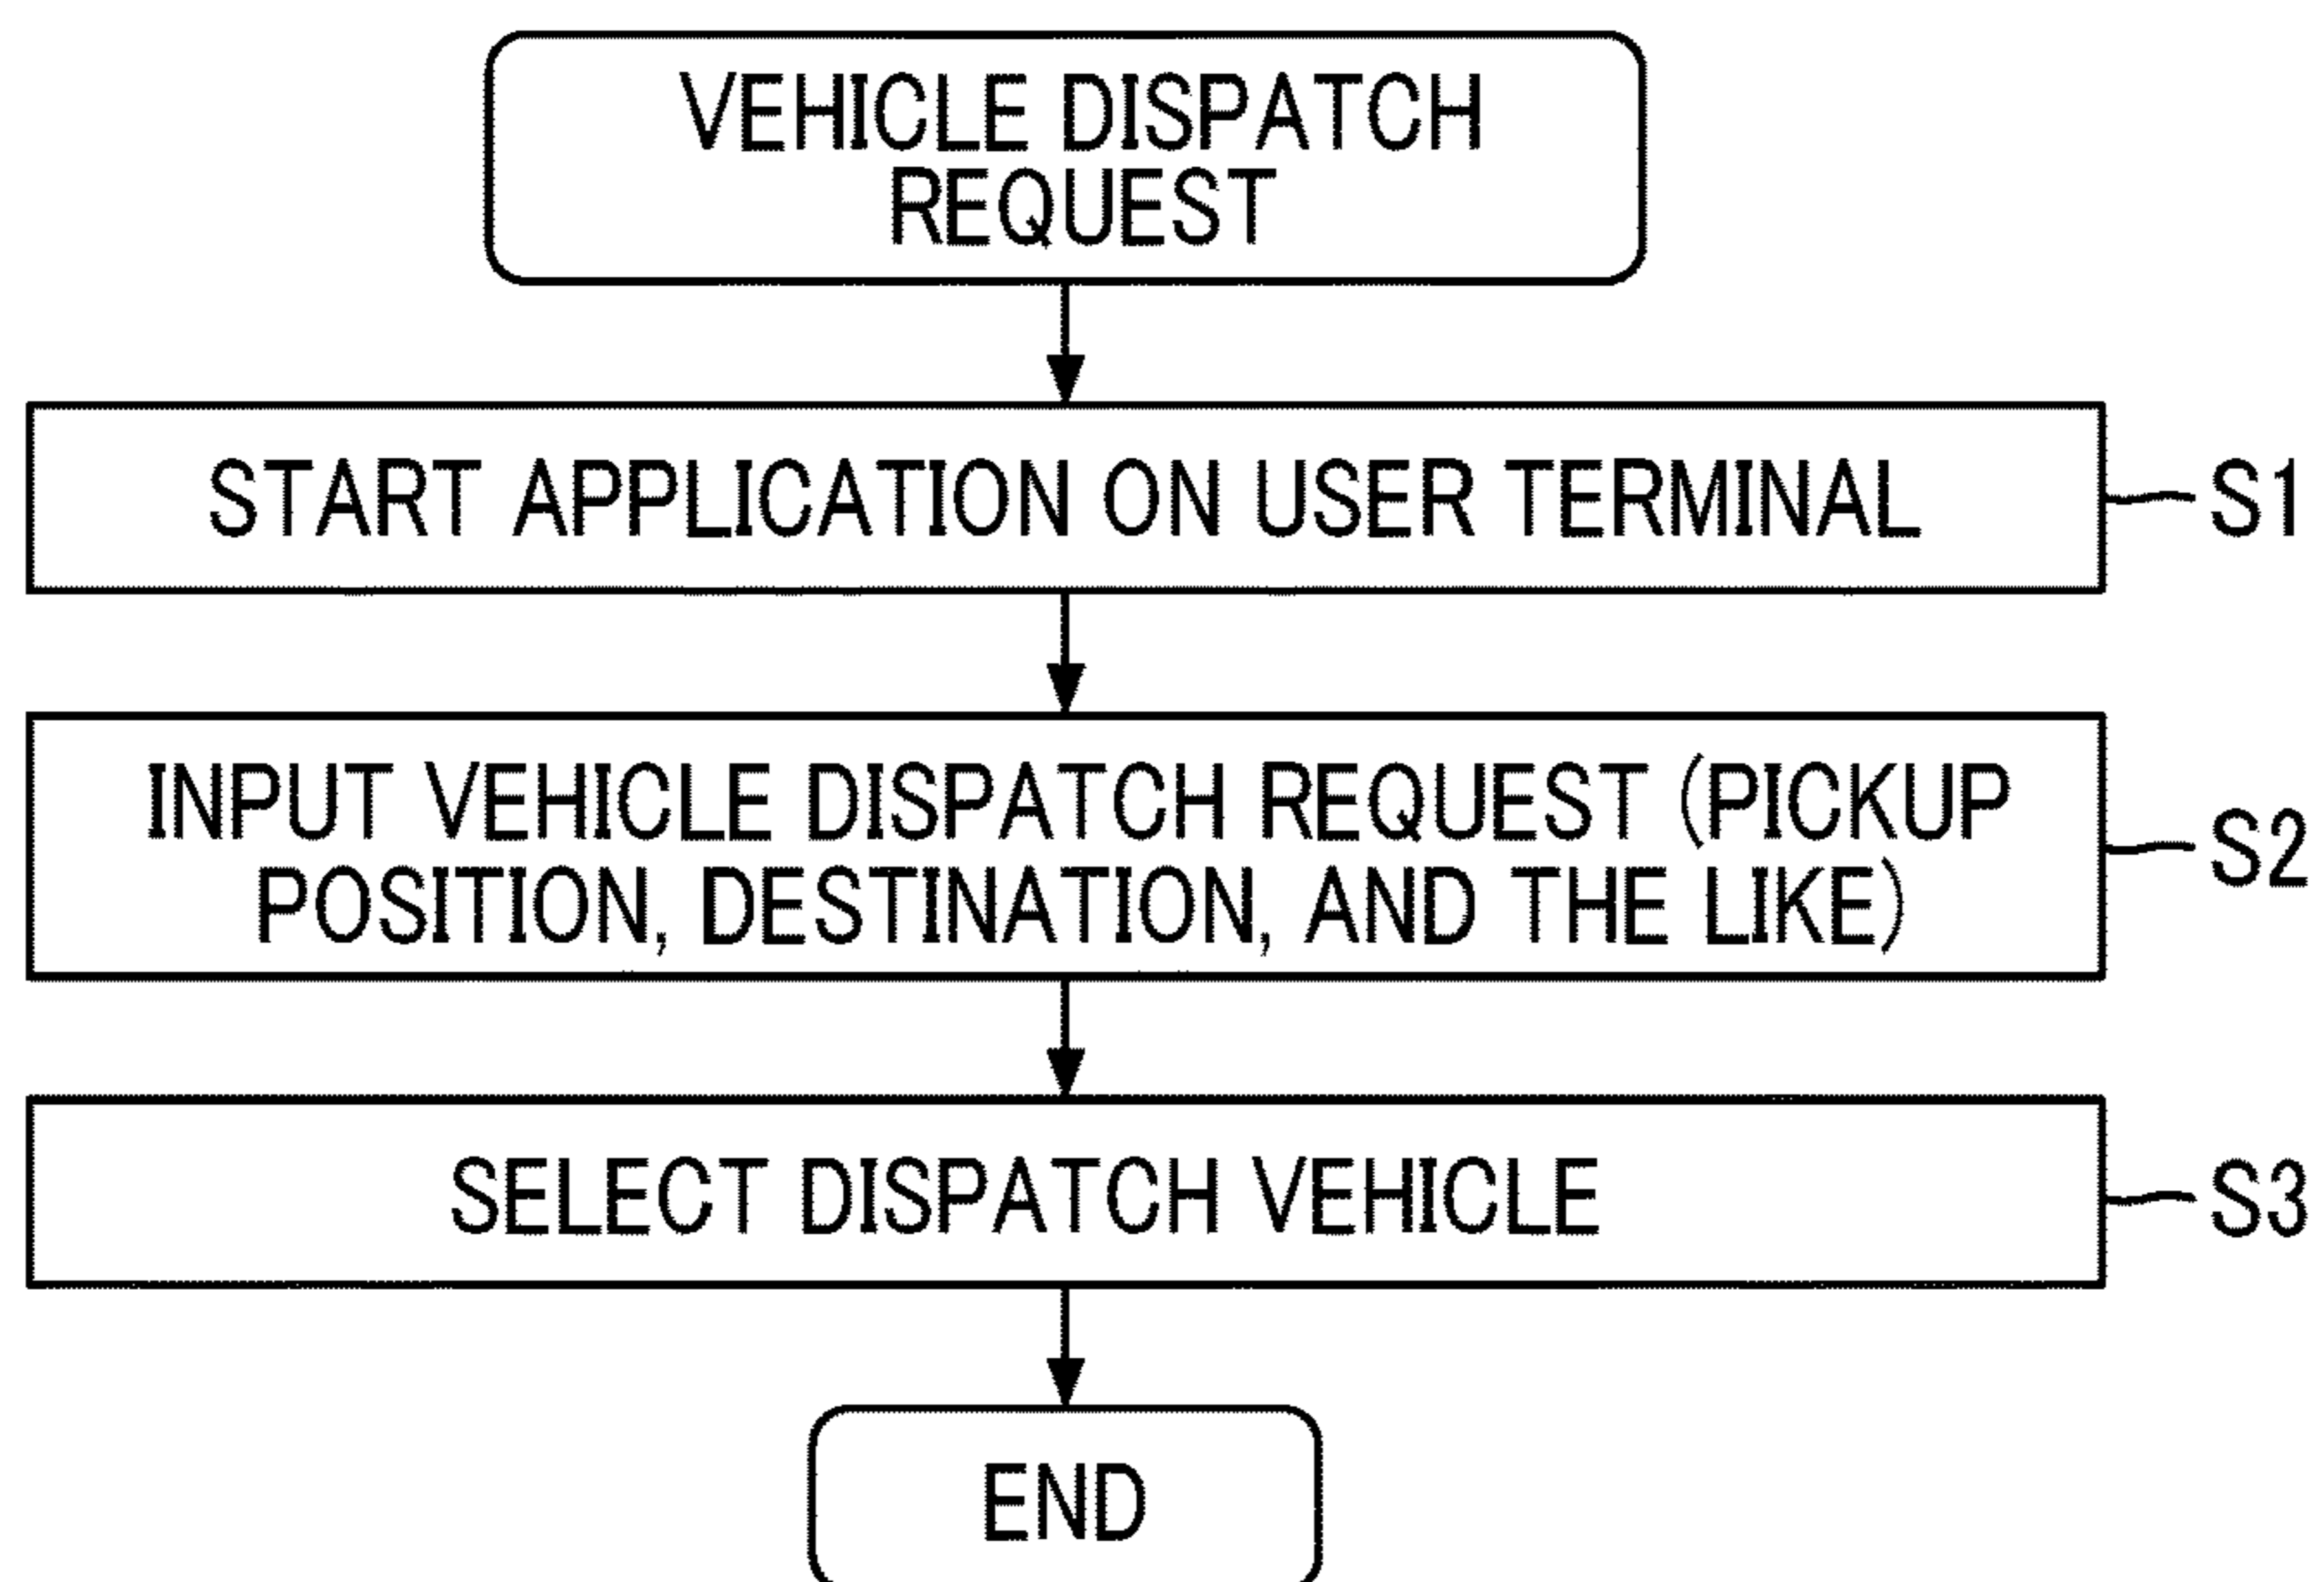 VEHICLE DISPATCH
REQUEST
START APPLICATION ON USER TERMINAL
S1
INPUT VEHICLE DISPATCH REQUEST (PICKUP
POSITION, DESTINATION, AND THE LIKE)
S2
SELECT DISPATCH VEHICLE
S3
END